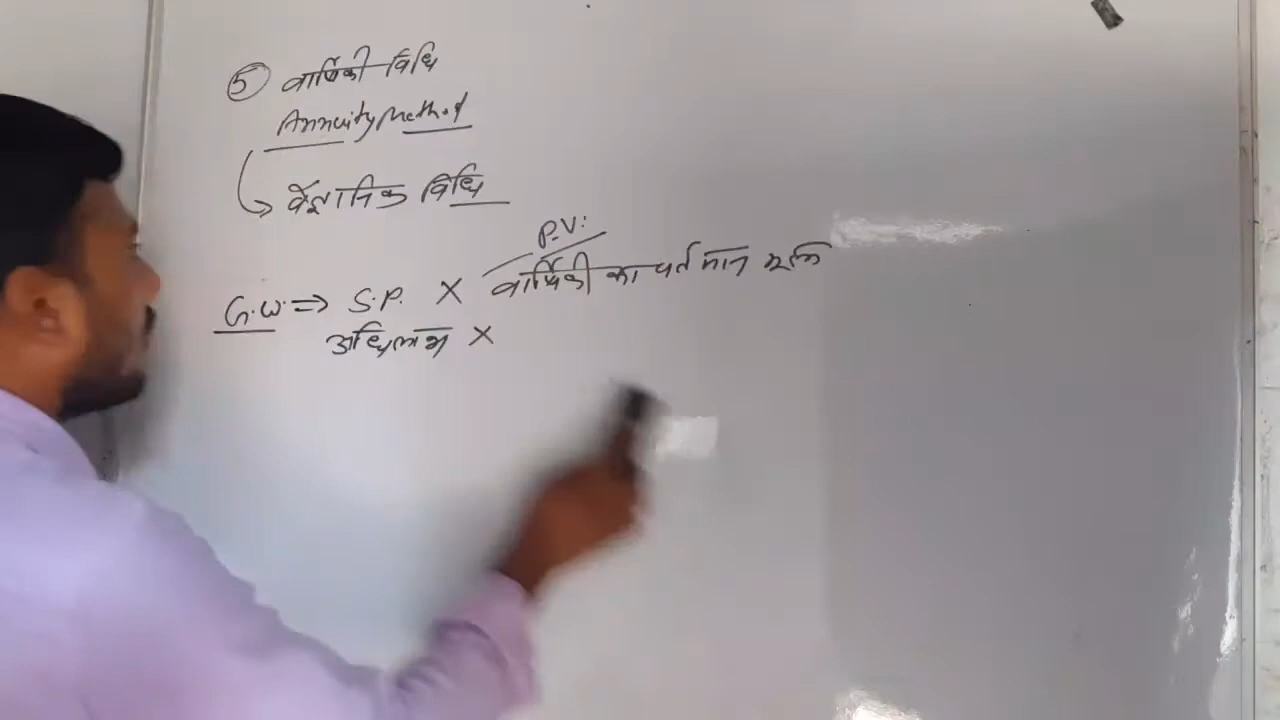 ⑤ वार्षिकी विधि
Annuity Method
वैज्ञानिक विधि
P.V.
G.W. ⇒ S.P. × वार्षिकी का वर्तमान मूल्य
अधिलाभ ×